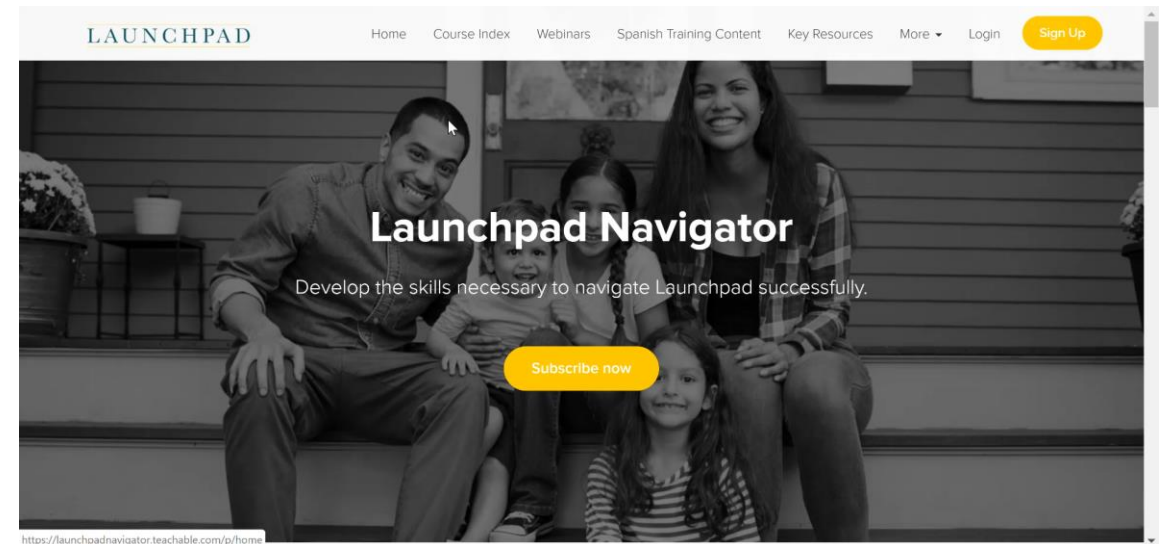 LAUNCHPAD
Home Course Index Webinars Spanish Training Content Key Resources More Login Sign Up
Launchpad Navigator
Develop the skills necessary to navigate Launchpad successfully.
Subscribe now
https://launchpadnavigator.teachable.com/p/home